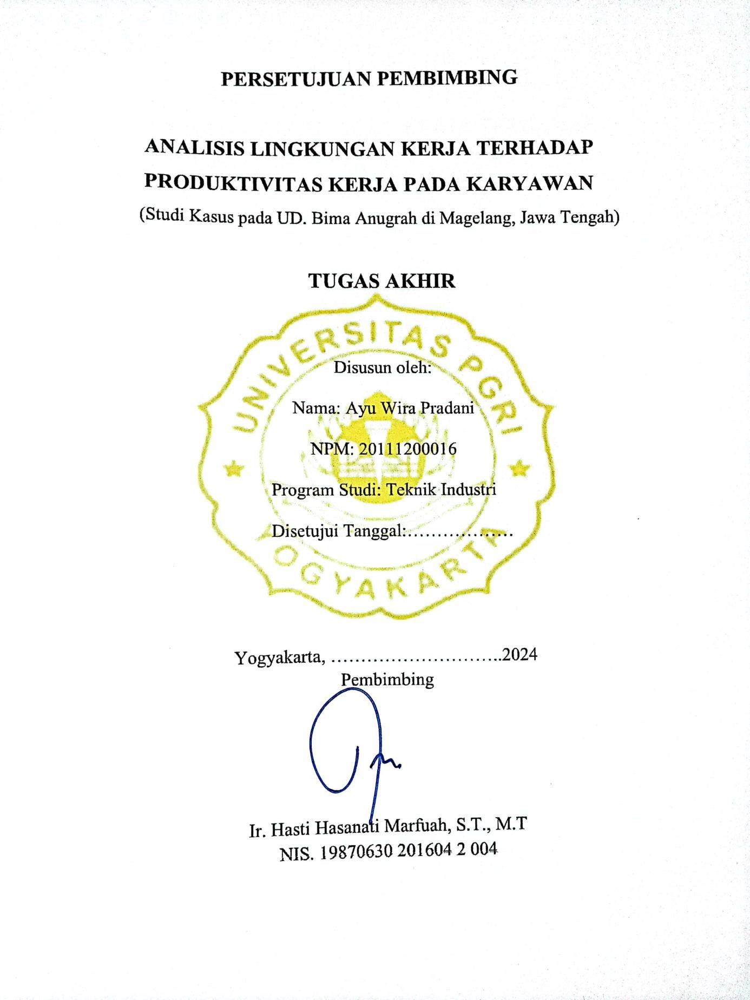 PERSETUJUAN PEMBIMBING
ANALISIS LINGKUNGAN KERJA TERHADAP
PRODUKTIVITAS KERJA PADA KARYAWAN
(Studi Kasus pada UD. Bima Anugrah di Magelang, Jawa Tengah)
TUGAS AKHIR
UNIVERSITAS PGRI
Disusun oleh:
Nama: Ayu Wira Pradani
NPM: 20111200016
Program Studi: Teknik Industri
Disetujui Tanggal:..................
YOGYAKARTA
Yogyakarta, .............................2024
Pembimbing
Ir. Hasti Hasanati Marfuah, S.T., M.T
NIS. 19870630 201604 2 004